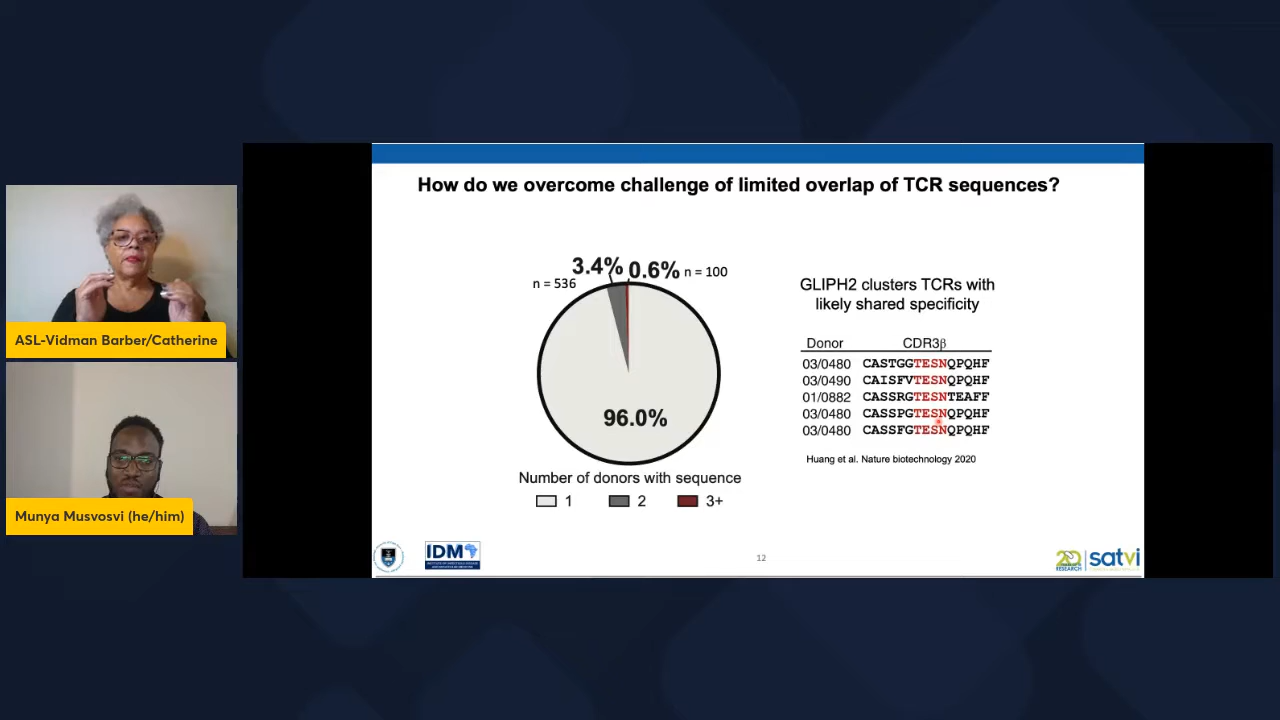 ASL-Vidman Barber/Catherine
Munya Musvosvi (he/him)
How do we overcome challenge of limited overlap of TCR sequences?
3.4% 0.6% n = 100
n = 536
96.0%
Number of donors with sequence
1 2 3+
GLIPH2 clusters TCRs with
likely shared specificity
Donor CDR3β
03/0480 CASTGGTESNQPQHF
03/0490 CAISFVTESNQPQHF
01/0882 CASSRGTESNTEAFF
03/0480 CASSPGTESNQPQHF
03/0480 CASSFGTESNQPQHF
Huang et al. Nature biotechnology 2020
IDM
12
20
RESEARCH
satvi